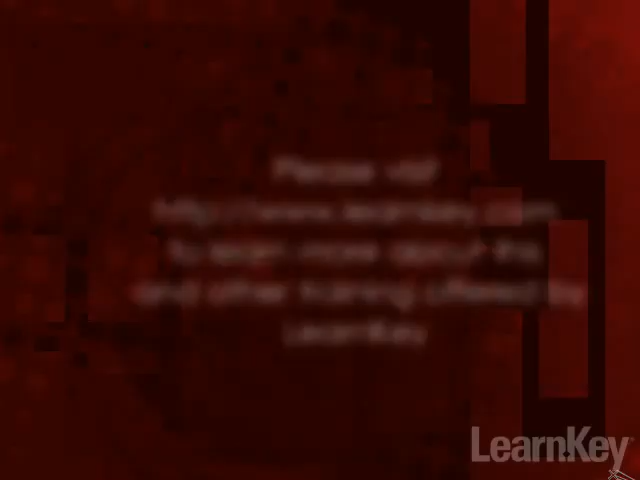 Please visit
http://www.learnkey.com
to learn more about this
and other training offered by
LearnKey
LearnKey